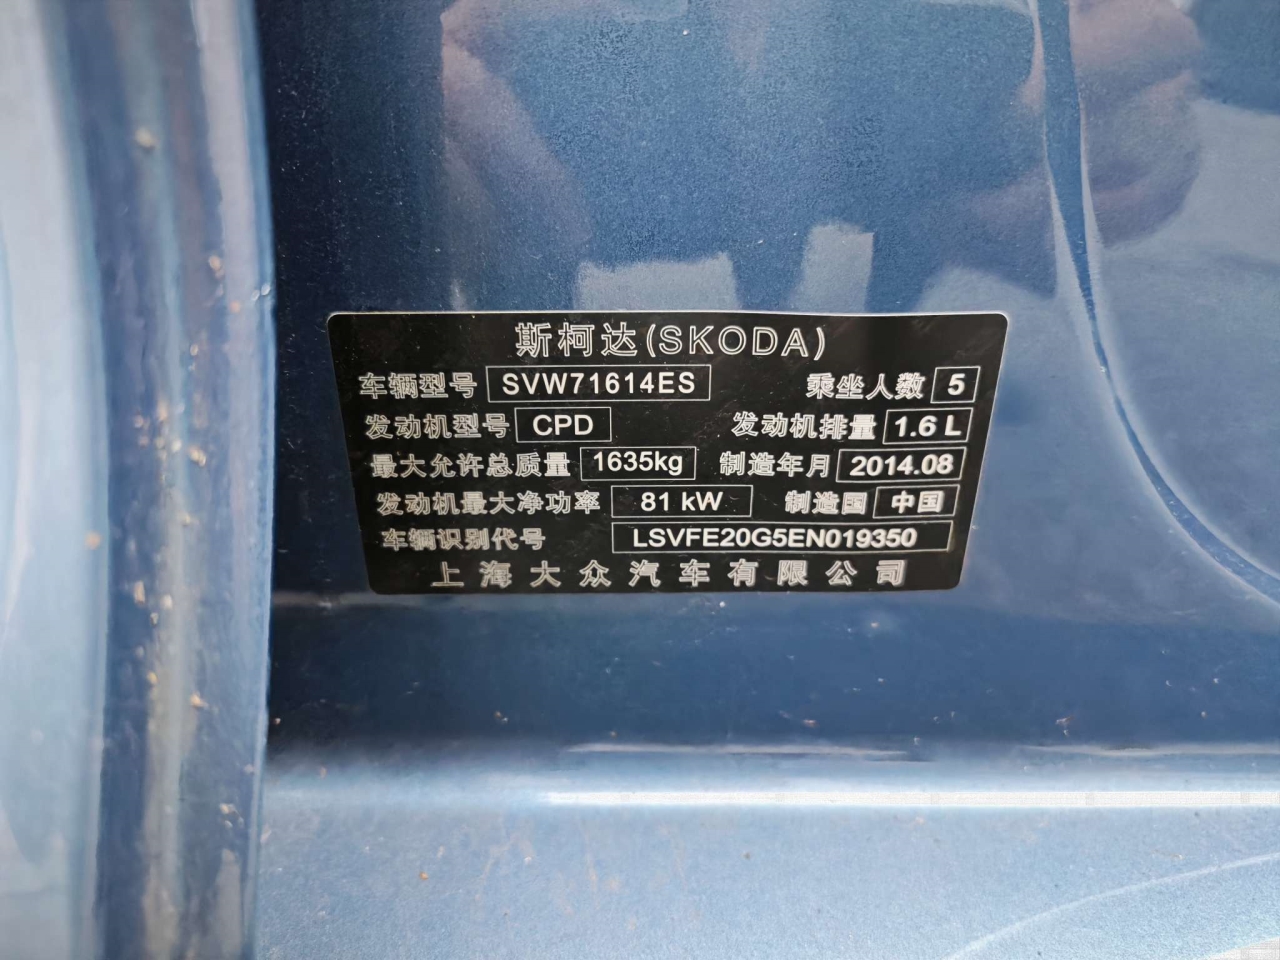 斯柯达(SKODA)
车辆型号 SVW71614ES 乘坐人数 5
发动机型号 CPD 发动机排量 1.6 L
最大允许总质量 1635kg 制造年月 2014.08
发动机最大净功率 81 kW 制造国 中国
车辆识别代号 LSVFE20G5EN019350
上海大众汽车有限公司